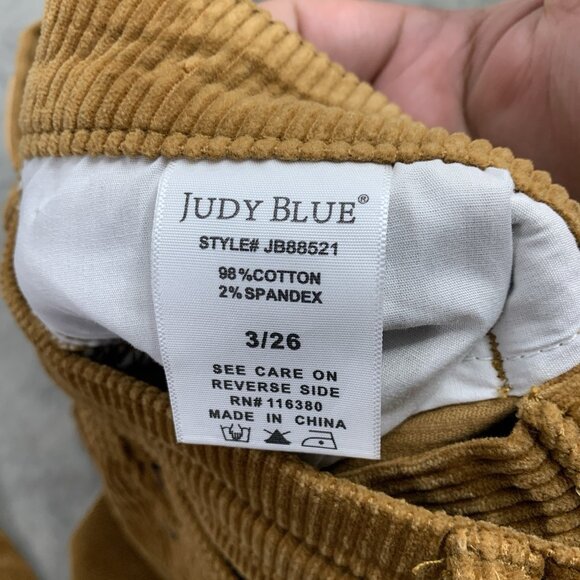 JUDY BLUE®
STYLE# JB88521
98%COTTON
2%SPANDEX
3/26
SEE CARE ON
REVERSE SIDE
RN# 116380
MADE IN CHINA